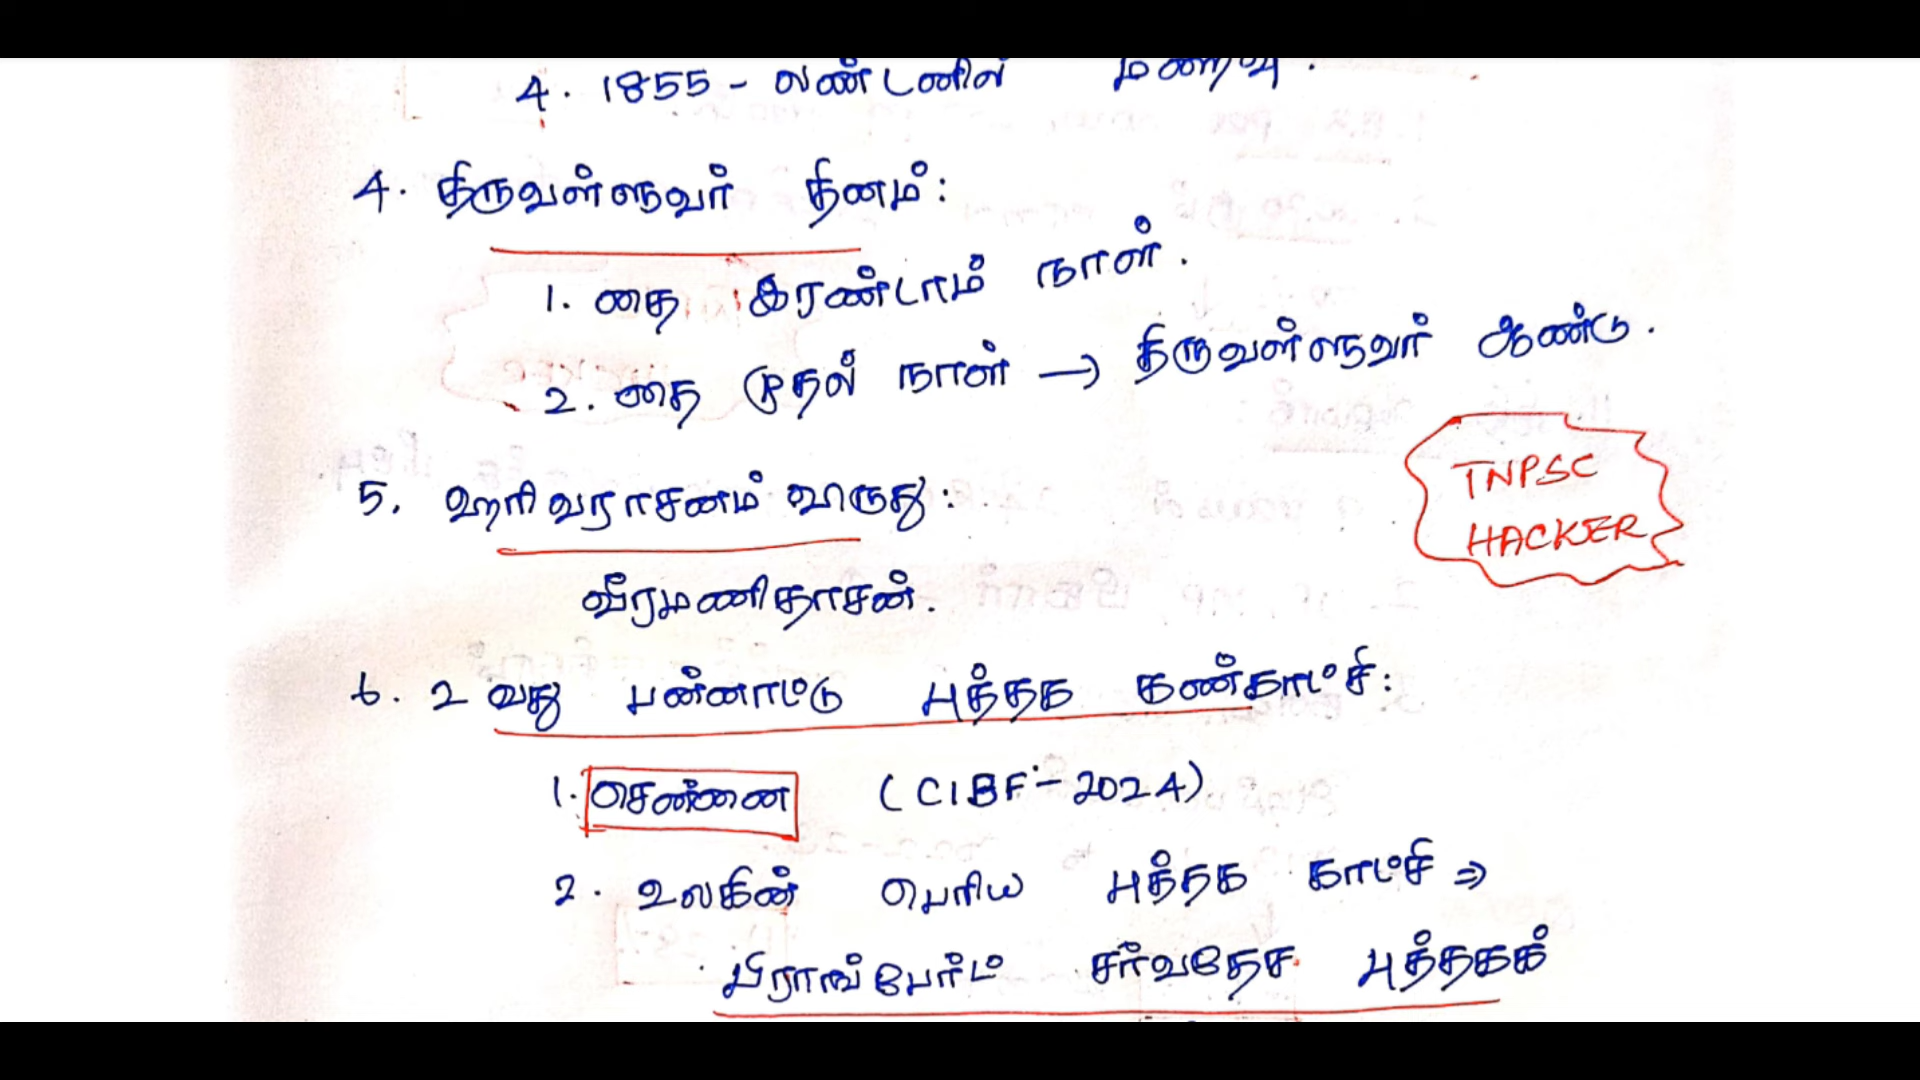 4. 1855 - லண்டனில் மறைவு.
4. திருவள்ளுவர் தினம்:
1. தை இரண்டாம் நாள்.
2. தை முதல் நாள் → திருவள்ளுவர் ஆண்டு.
TNPSC
HACKER
5. ஹரிவராசனம் விருது:
வீரமணிதாசன்.
6. 2 வது பன்னாட்டு புத்தக கண்காட்சி:
1. சென்னை (CIBF - 2024)
2. உலகின் பெரிய புத்தக காட்சி ⇒
பிராங்பேர்ட் சர்வதேச புத்தகக்